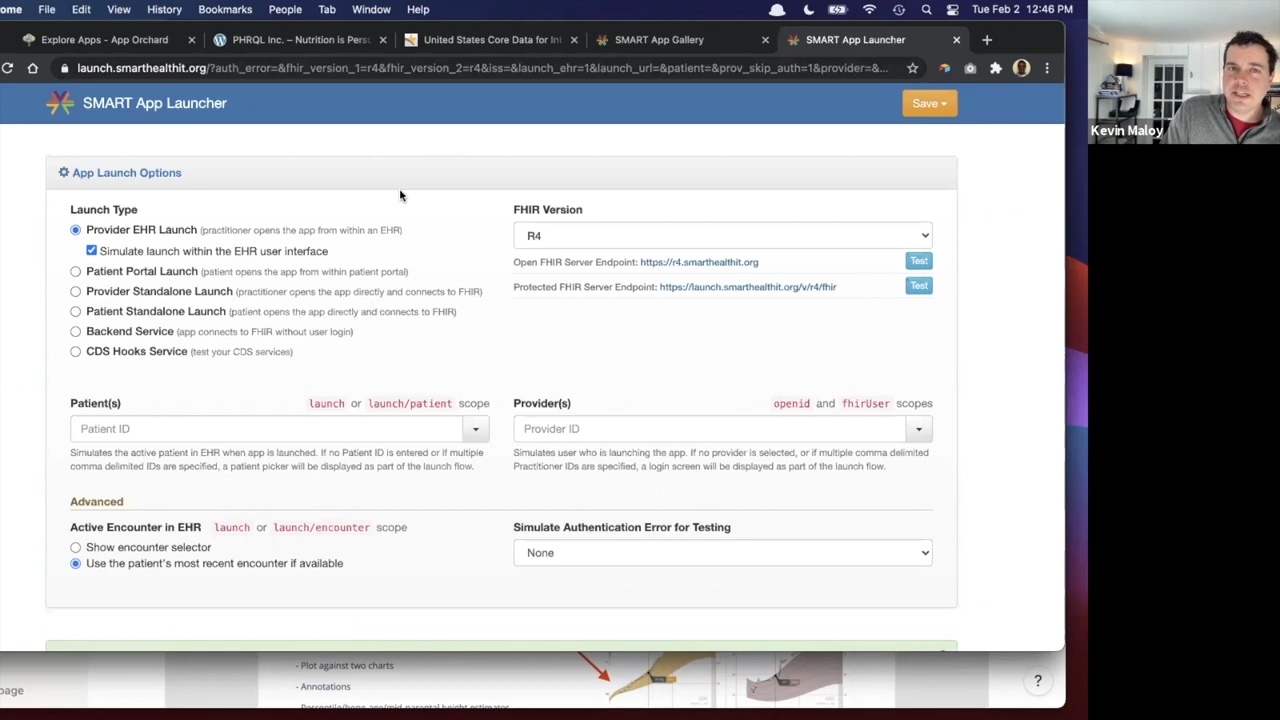 ome File Edit View History Bookmarks People Tab Window Help Tue Feb 2 12:46 PM
Explore Apps - App Orchard PHRQL Inc. – Nutrition is Pers United States Core Data for Int SMART App Gallery SMART App Launcher
launch.smarthealthit.org/?auth_error=&fhir_version_1=r4&fhir_version_2=r4&iss=&launch_ehr=1&launch_url=&patient=&prov_skip_auth=1&provider=&...
SMART App Launcher Save
Kevin Maloy
App Launch Options
Launch Type
Provider EHR Launch (practitioner opens the app from within an EHR)
Simulate launch within the EHR user interface
Patient Portal Launch (patient opens the app from within patient portal)
Provider Standalone Launch (practitioner opens the app directly and connects to FHIR)
Patient Standalone Launch (patient opens the app directly and connects to FHIR)
Backend Service (app connects to FHIR without user login)
CDS Hooks Service (test your CDS services)
FHIR Version
R4
Open FHIR Server Endpoint: https://r4.smarthealthit.org Test
Protected FHIR Server Endpoint: https://launch.smarthealthit.org/v/r4/fhir Test
Patient(s) launch or launch/patient scope
Patient ID
Simulates the active patient in EHR when app is launched. If no Patient ID is entered or if multiple
comma delimited IDs are specified, a patient picker will be displayed as part of the launch flow.
Provider(s) openid and fhirUser scopes
Provider ID
Simulates user who is launching the app. If no provider is selected, or if multiple comma delimited
Practitioner IDs are specified, a login screen will be displayed as part of the launch flow.
Advanced
Active Encounter in EHR launch or launch/encounter scope
Show encounter selector
Use the patient's most recent encounter if available
Simulate Authentication Error for Testing
None
- Plot against two charts
- Annotations
page
?